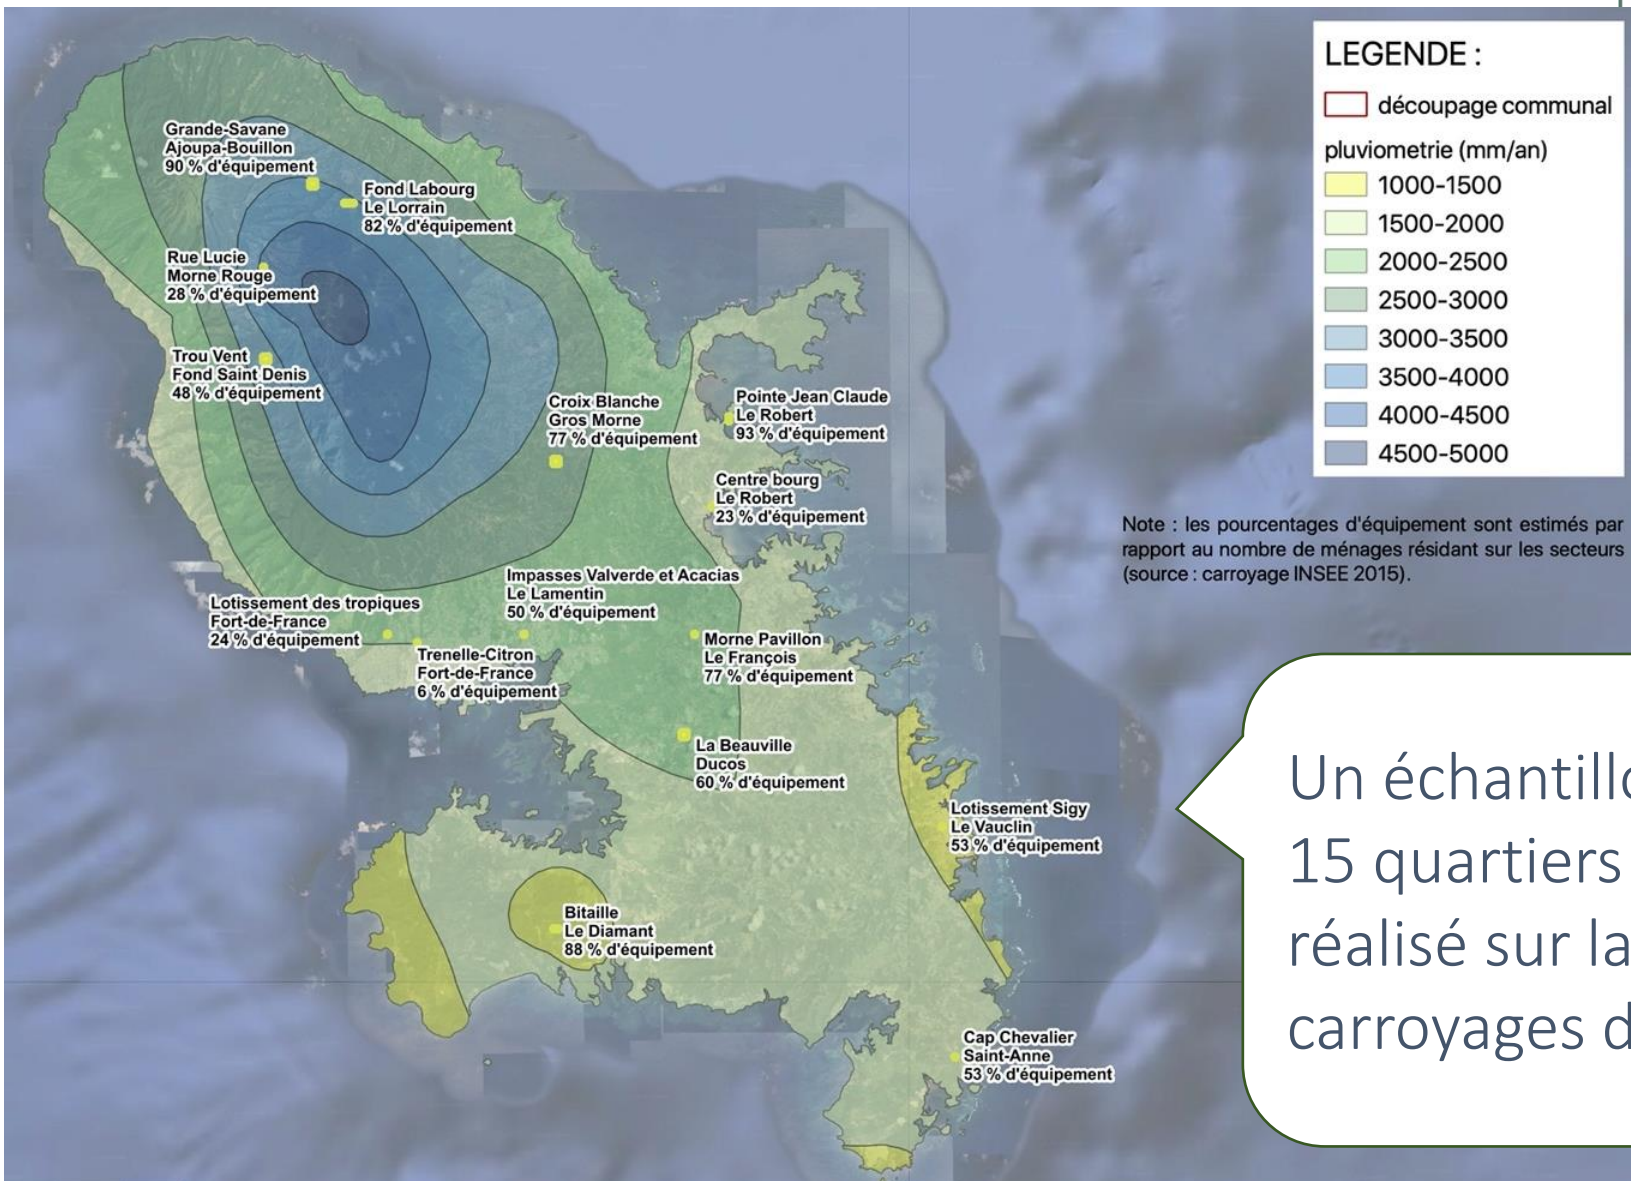 LEGENDE :
découpage communal
pluviometrie (mm/an)
1000-1500
1500-2000
2000-2500
2500-3000
3000-3500
3500-4000
4000-4500
4500-5000
Note : les pourcentages d'équipement sont estimés par
rapport au nombre de ménages résidant sur les secteurs
(source : carroyage INSEE 2015).
Grande-Savane
Ajoupa-Bouillon
90 % d'équipement
Fond Labourg
Le Lorrain
82 % d'équipement
Rue Lucie
Morne Rouge
28 % d'équipement
Trou Vent
Fond Saint Denis
48 % d'équipement
Croix Blanche
Gros Morne
77 % d'équipement
Pointe Jean Claude
Le Robert
93 % d'équipement
Centre bourg
Le Robert
23 % d'équipement
Impasses Valverde et Acacias
Le Lamentin
50 % d'équipement
Lotissement des tropiques
Fort-de-France
24 % d'équipement
Trenelle-Citron
Fort-de-France
6 % d'équipement
Morne Pavillon
Le François
77 % d'équipement
La Beauville
Ducos
60 % d'équipement
Lotissement Sigy
Le Vauclin
53 % d'équipement
Bitaille
Le Diamant
88 % d'équipement
Cap Chevalier
Saint-Anne
53 % d'équipement
Un échantillo
15 quartiers
réalisé sur la
carroyages d